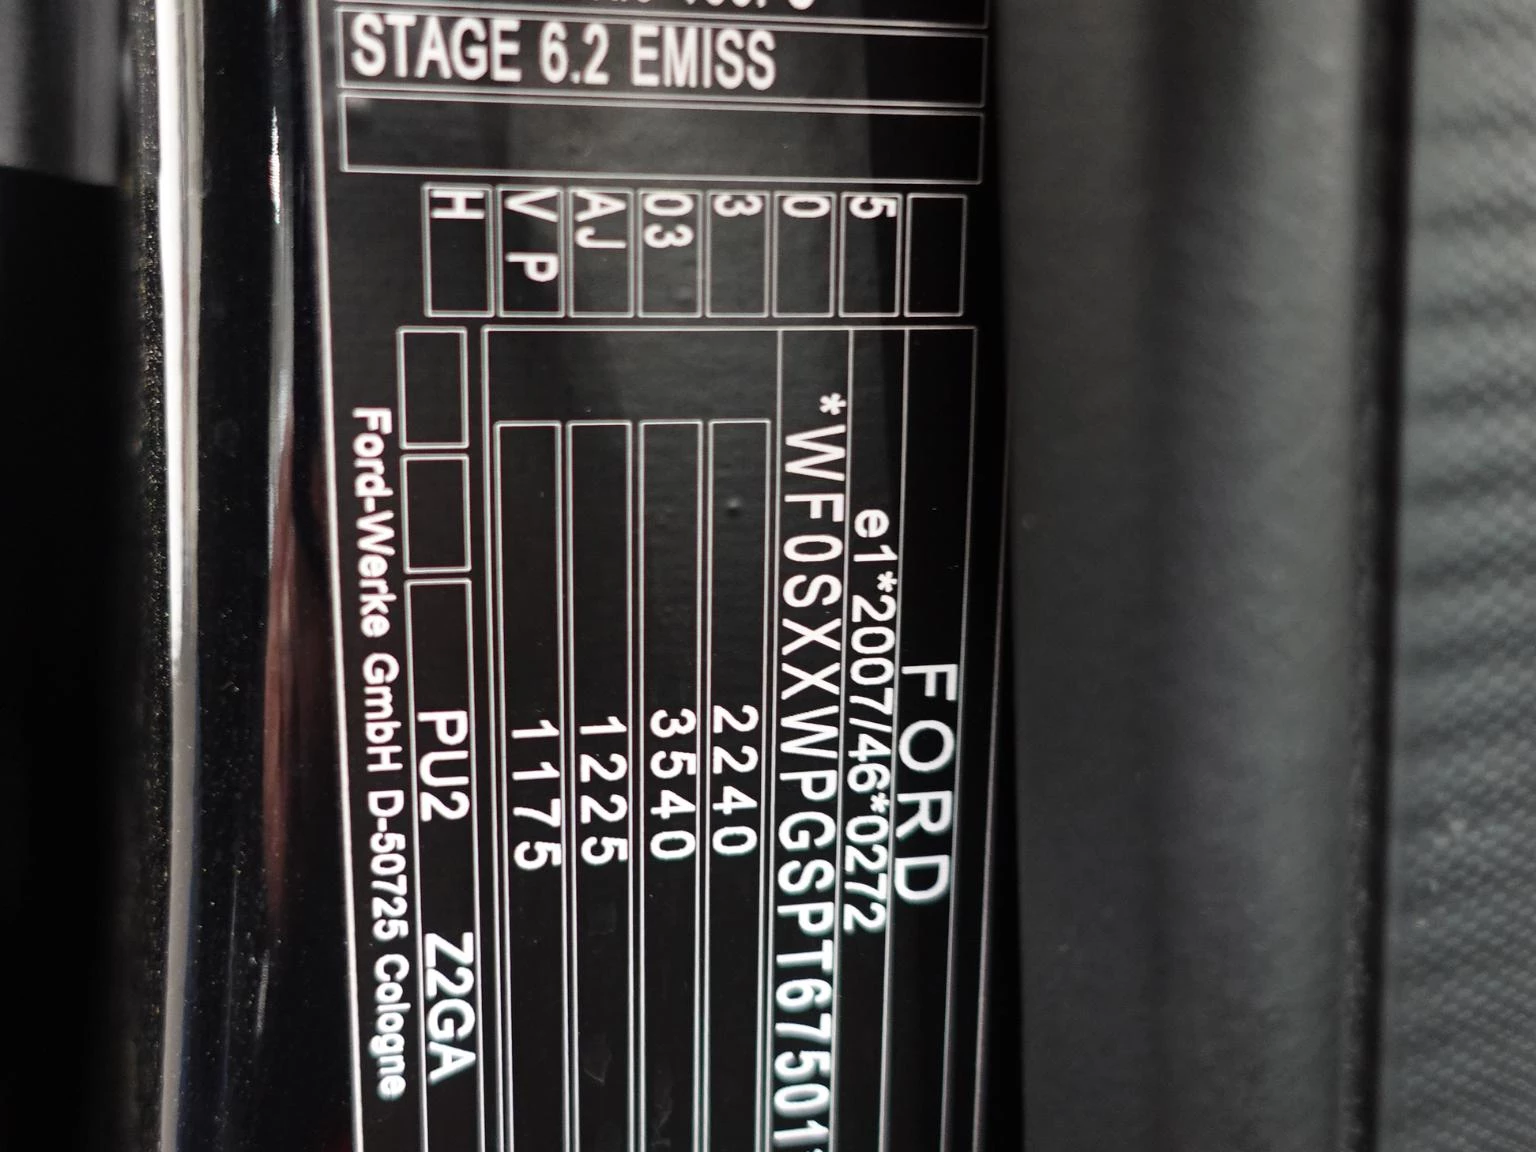 STAGE 6.2 EMISS
FORD
e1*2007/46*0272
*WF0SXXWPGSPT67501
2240
3540
1225
1175
5
0
3
03
AJ
V P
H
PU2 Z2GA
Ford-Werke GmbH D-50725 Cologne